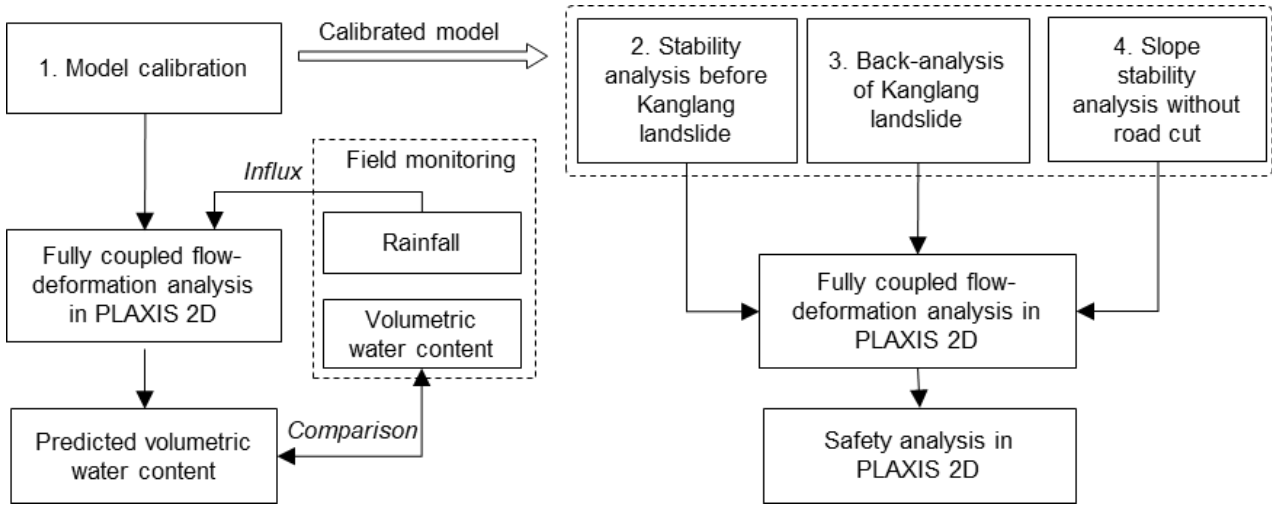 1. Model calibration
Calibrated model
2. Stability
analysis before
Kanglang
landslide
3. Back-analysis
of Kanglang
landslide
4. Slope
stability
analysis without
road cut
Influx
Field monitoring
Rainfall
Volumetric
water content
Fully coupled flow-
deformation analysis
in PLAXIS 2D
Predicted volumetric
water content
Comparison
Fully coupled flow-
deformation analysis in
PLAXIS 2D
Safety analysis in
PLAXIS 2D